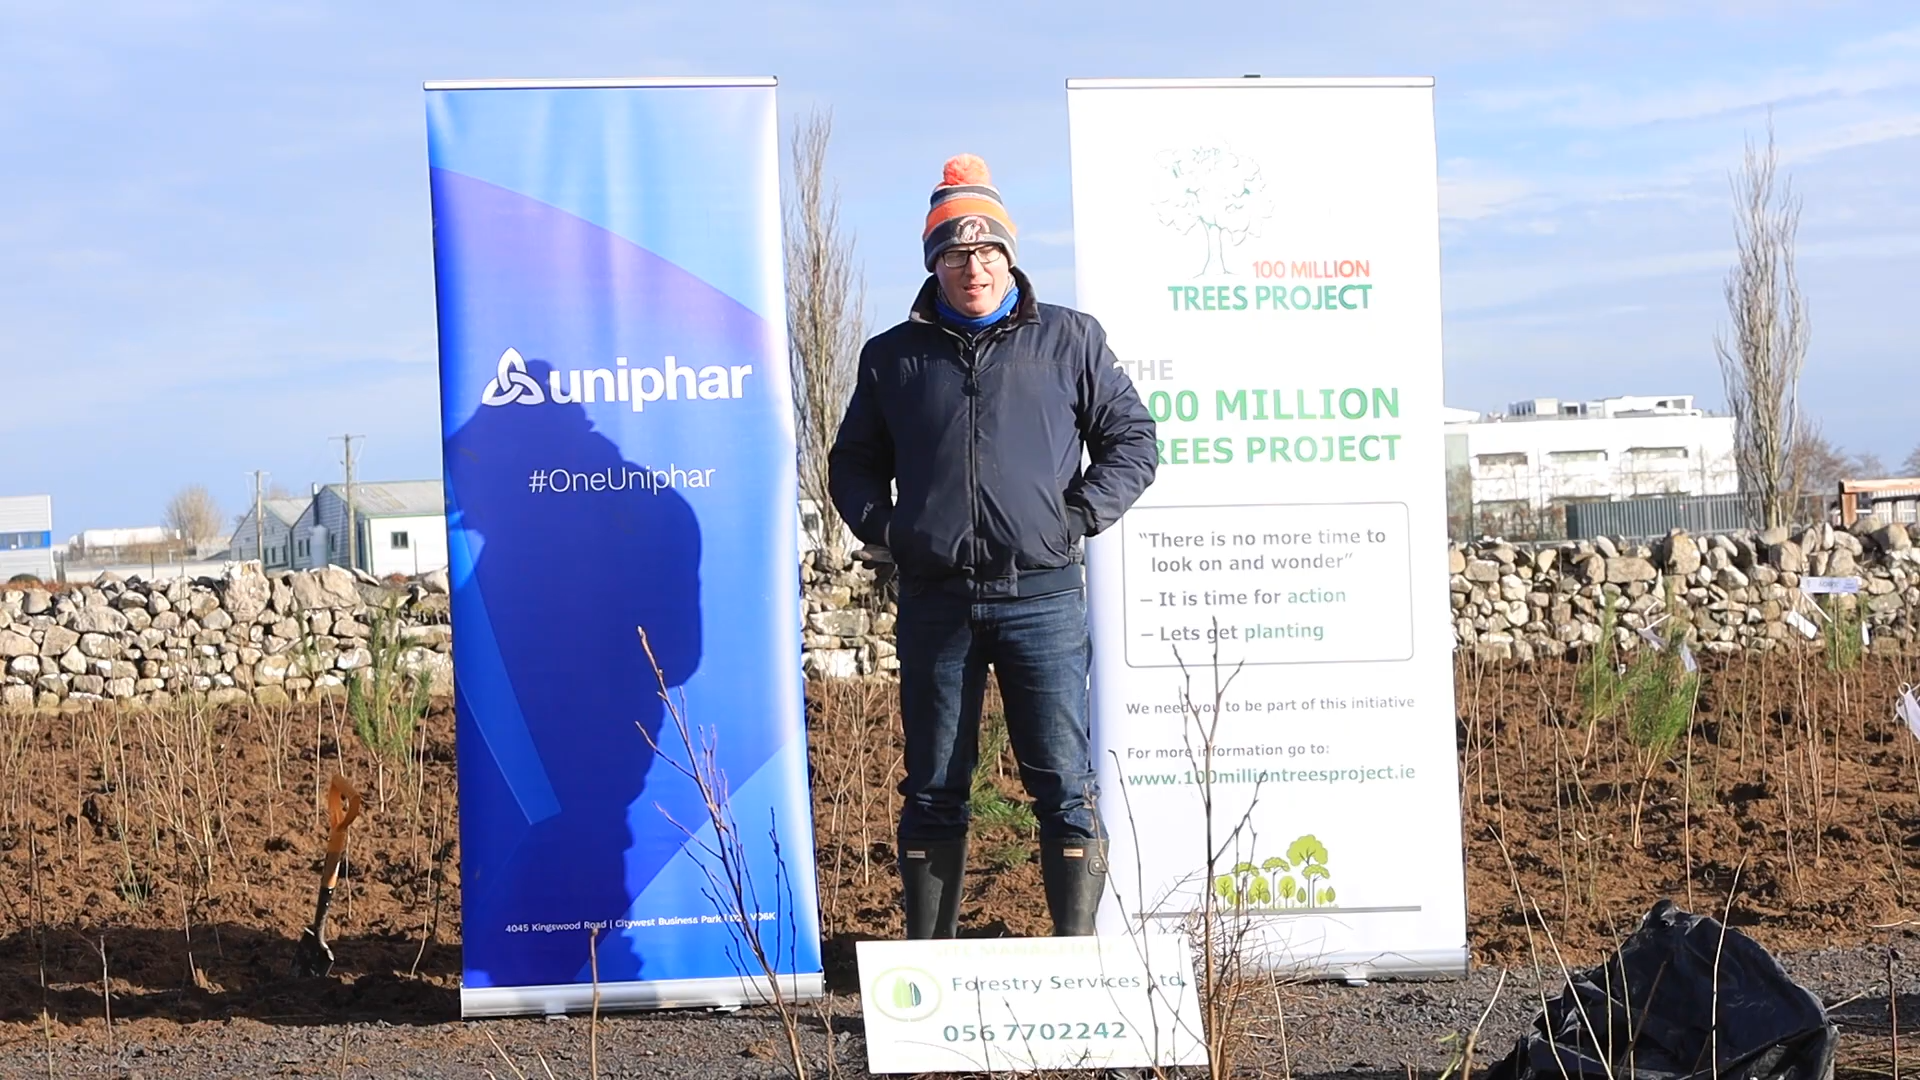 uniphar
#OneUniphar
4045 Kingswood Road | Citywest Business Park
100 MILLION
TREES PROJECT
THE
00 MILLION
REES PROJECT
“There is no more time to
look on and wonder”
– It is time for action
– Lets get planting
We need you to be part of this initiative
For more information go to:
www.100milliontreesproject.ie
SITE MANAGED BY
Forestry Services Ltd.
056 7702242